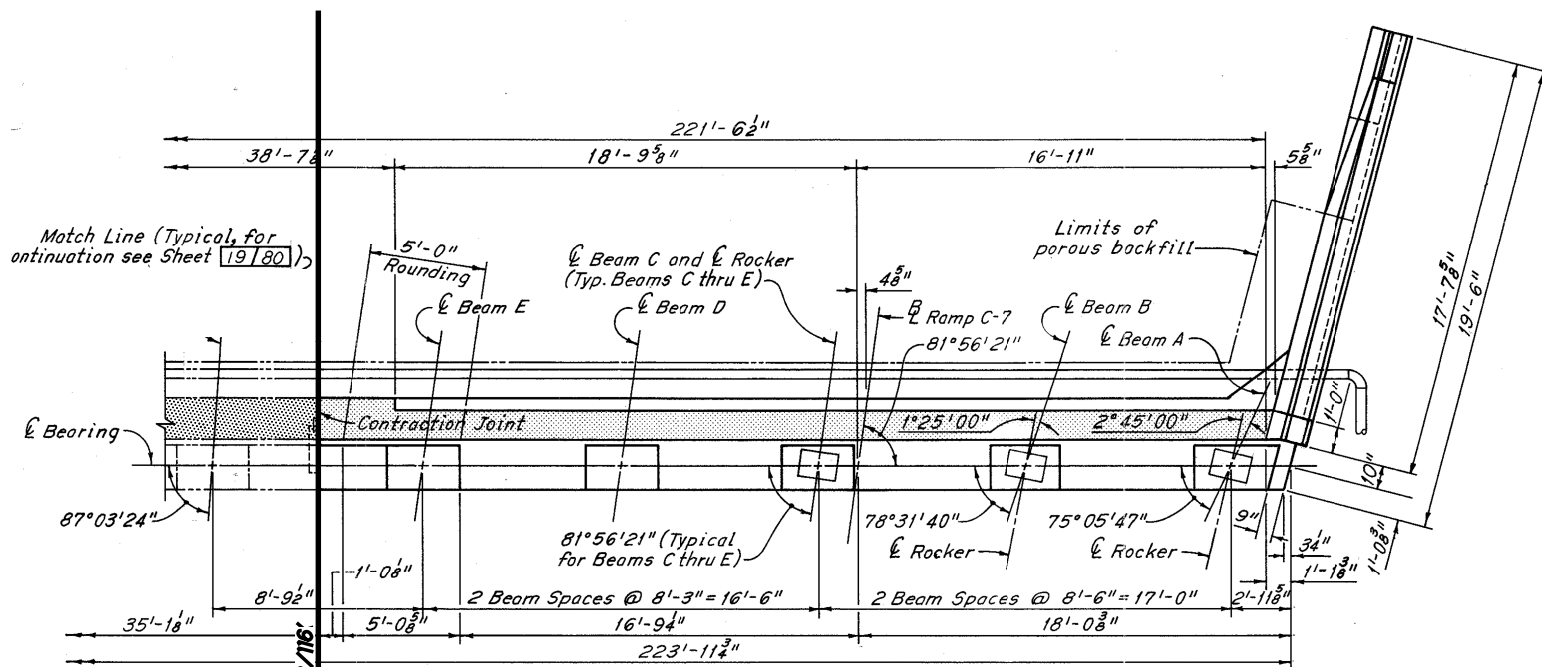 221'-6½"
38'-7⅞"
18'-9⅝"
16'-11"
5⅝"
Match Line (Typical, for
ontinuation see Sheet 19/80)
5'-0"
Rounding
℄ Beam C and ℄ Rocker
(Typ. Beams C thru E)
Limits of
porous backfill
4⅝"
17'-7⅝"
19'-6"
℄ Beam E
℄ Beam D
B/L Ramp C-7
℄ Beam B
81°56'21"
℄ Beam A
℄ Bearing
Contraction Joint
1°25'00"
2°45'00"
1'-0"
10"
87°03'24"
81°56'21" (Typical
for Beams C thru E)
78°31'40"
75°05'47"
℄ Rocker
℄ Rocker
9"
3¼"
1'-1⅜"
1'-0⅜"
1'-0⅛"
8'-9½"
2 Beam Spaces @ 8'-3" = 16'-6"
2 Beam Spaces @ 8'-6" = 17'-0"
2'-11⅝"
35'-1⅛"
5'-0⅝"
16'-9¼"
18'-0⅜"
/116'
223'-11¾"